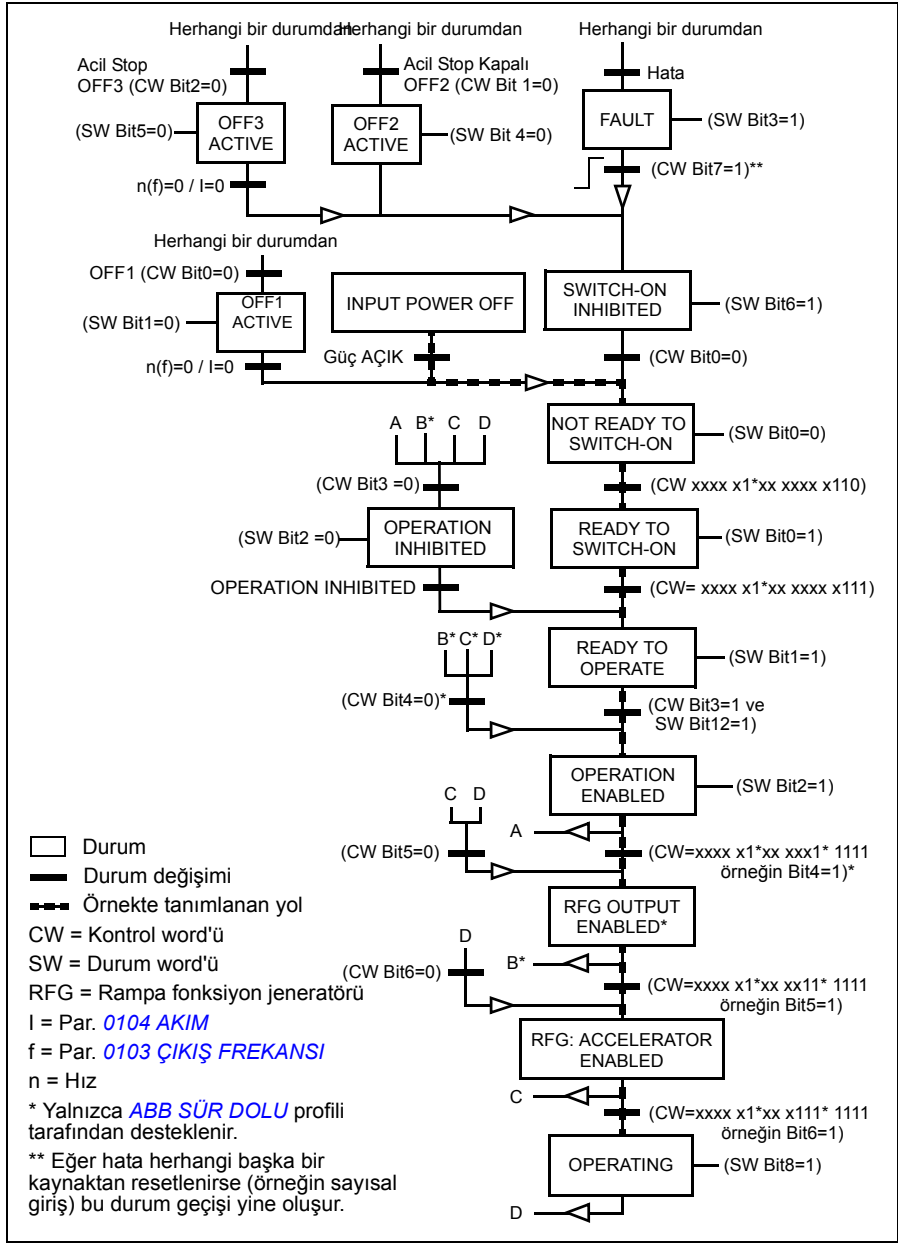 Herhangi bir durumdan
Herhangi bir durumdan
Herhangi bir durumdan
Acil Stop
OFF3 (CW Bit2=0)
Acil Stop Kapalı
OFF2 (CW Bit 1=0)
Hata
(SW Bit5=0)
OFF3
ACTIVE
OFF2
ACTIVE
(SW Bit 4=0)
FAULT
(SW Bit3=1)
n(f)=0 / I=0
(CW Bit7=1)**
Herhangi bir durumdan
OFF1 (CW Bit0=0)
OFF1
ACTIVE
(SW Bit1=0)
INPUT POWER OFF
SWITCH-ON
INHIBITED
(SW Bit6=1)
n(f)=0 / I=0
Güç AÇIK
(CW Bit0=0)
A B* C D
NOT READY TO
SWITCH-ON
(SW Bit0=0)
(CW Bit3 =0)
(CW xxxx x1*xx xxxx x110)
(SW Bit2 =0)
OPERATION
INHIBITED
READY TO
SWITCH-ON
(SW Bit0=1)
OPERATION INHIBITED
(CW= xxxx x1*xx xxxx x111)
B* C* D*
READY TO
OPERATE
(SW Bit1=1)
(CW Bit4=0)*
(CW Bit3=1 ve
SW Bit12=1)
OPERATION
ENABLED
(SW Bit2=1)
C D
A
(CW Bit5=0)
(CW=xxxx x1*xx xxx1* 1111
örneğin Bit4=1)*
RFG OUTPUT
ENABLED*
D
B*
(CW Bit6=0)
(CW=xxxx x1*xx xx11* 1111
örneğin Bit5=1)
RFG: ACCELERATOR
ENABLED
C
(CW=xxxx x1*xx x111* 1111
örneğin Bit6=1)
OPERATING
(SW Bit8=1)
D
Durum
Durum değişimi
Örnekte tanımlanan yol
CW = Kontrol word'ü
SW = Durum word'ü
RFG = Rampa fonksiyon jeneratörü
I = Par. 0104 AKIM
f = Par. 0103 ÇIKIŞ FREKANSI
n = Hız
* Yalnızca ABB SÜR DOLU profili
tarafından desteklenir.
** Eğer hata herhangi başka bir
kaynaktan resetlenirse (örneğin sayısal
giriş) bu durum geçişi yine oluşur.